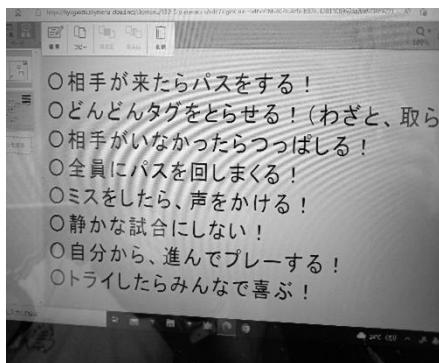 コピー
○相手が来たらパスをする！
○どんどんタグをとらせる！（わざと、取ら
○相手がいなかったらつっぱしる！
○全員にパスを回しまくる！
○ミスをしたら、声をかける！
○静かな試合にしない！
○自分から、進んでプレーする！
○トライしたらみんなで喜ぶ！